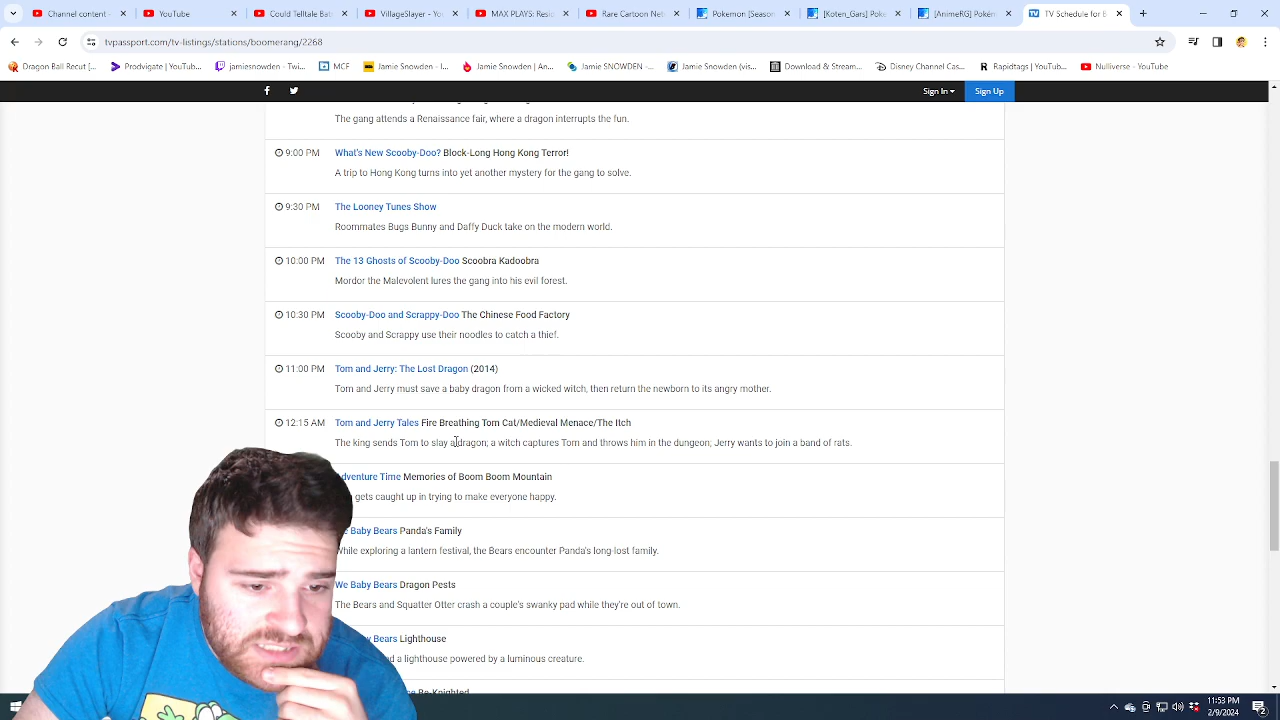 Current Channel
YouTube
Could Telltale Be
VillageSlayer -
MAX PLAYS: Resid
Rare Cartoon Net
Pokemon [Season
[KotetsuBars] Poke
[AnimeRG] Pokém
TV Schedule for B
tvpassport.com/tv-listings/stations/boomerang/2268
Dragon Ball Recut (...
Prodvigate | YouTub...
jamiesnowden - Twi...
MCF
Jamie Snowden - I...
Jamie Snowden | An...
Jamie SNOWDEN -...
Jamie Snowden (vis...
Download & Stream...
Disney Channel Cas...
Rapidtags | YouTub...
Nulliverse - YouTube
Sign In
Sign Up
The gang attends a Renaissance fair, where a dragon interrupts the fun.
9:00 PM What's New Scooby-Doo? Block-Long Hong Kong Terror!
A trip to Hong Kong turns into yet another mystery for the gang to solve.
9:30 PM The Looney Tunes Show
Roommates Bugs Bunny and Daffy Duck take on the modern world.
10:00 PM The 13 Ghosts of Scooby-Doo Scoobra Kadoobra
Mordor the Malevolent lures the gang into his evil forest.
10:30 PM Scooby-Doo and Scrappy-Doo The Chinese Food Factory
Scooby and Scrappy use their noodles to catch a thief.
11:00 PM Tom and Jerry: The Lost Dragon (2014)
Tom and Jerry must save a baby dragon from a wicked witch, then return the newborn to its angry mother.
12:15 AM Tom and Jerry Tales Fire Breathing Tom Cat/Medieval Menace/The Itch
The king sends Tom to slay a dragon; a witch captures Tom and throws him in the dungeon; Jerry wants to join a band of rats.
dventure Time Memories of Boom Boom Mountain
gets caught up in trying to make everyone happy.
e Baby Bears Panda's Family
While exploring a lantern festival, the Bears encounter Panda's long-lost family.
We Baby Bears Dragon Pests
The Bears and Squatter Otter crash a couple's swanky pad while they're out of town.
y Bears Lighthouse
d a lighthouse powered by a luminous creature.
e Re-Knighted
11:53 PM
2/9/2024